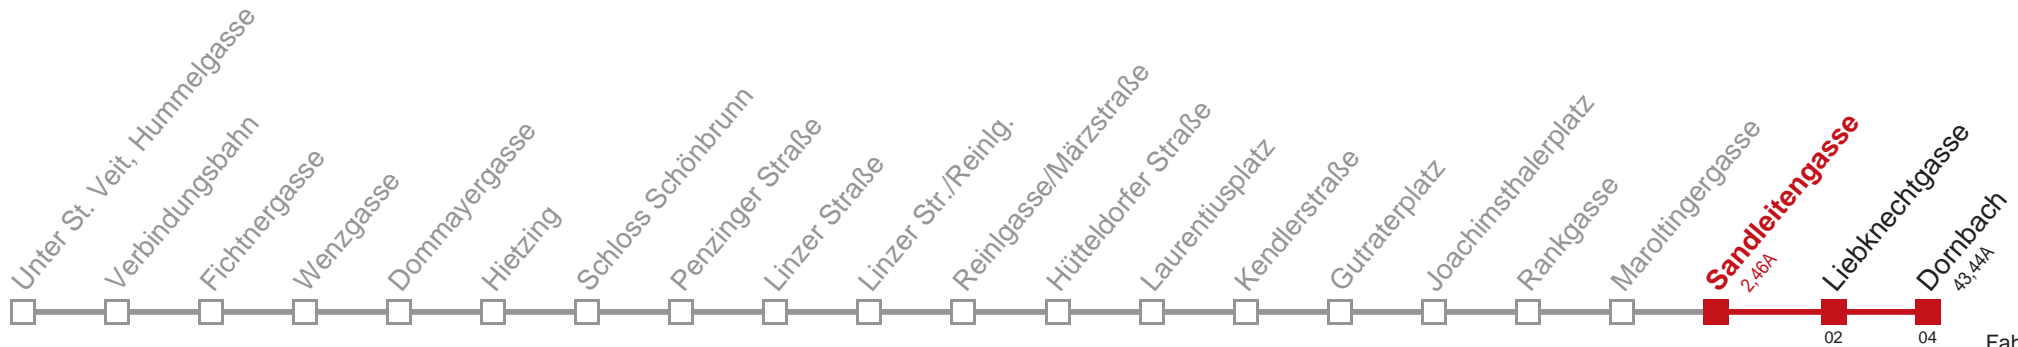 Unter St. Veit, Hummelgasse
Verbindungsbahn
Fichtnergasse
Wenzgasse
Dommayergasse
Hietzing
Schloss Schönbrunn
Penzinger Straße
Linzer Straße
Linzer Str./Reinlg.
Reinlgasse/Märzstraße
Hütteldorfer Straße
Laurentiusplatz
Kendlerstraße
Gutraterplatz
Joachimsthalerplatz
Rankgasse
Maroltingergasse
Sandleitengasse
2,46A
Liebknechtgasse
Dornbach
43,44A
02
04
Fah